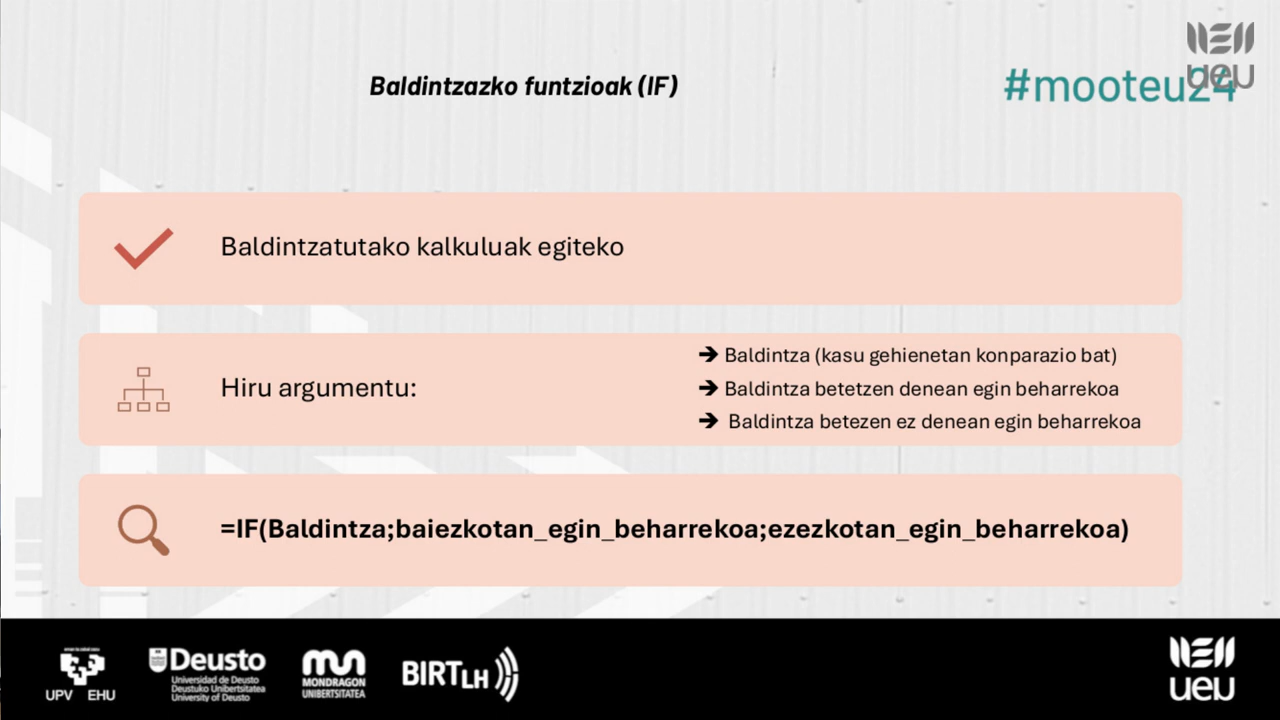 Baldintzazko funtzioak (IF)
#mooteu24
ueu
Baldintzatutako kalkuluak egiteko
Hiru argumentu:
➔ Baldintza (kasu gehienetan konparazio bat)
➔ Baldintza betetzen denean egin beharrekoa
➔ Baldintza betezen ez denean egin beharrekoa
=IF(Baldintza;baiezkotan_egin_beharrekoa;ezezkotan_egin_beharrekoa)
UPV EHU
Deusto
Universidad de Deusto
Deustuko Unibertsitatea
University of Deusto
MONDRAGON
UNIBERTSITATEA
BIRT LH
ueu